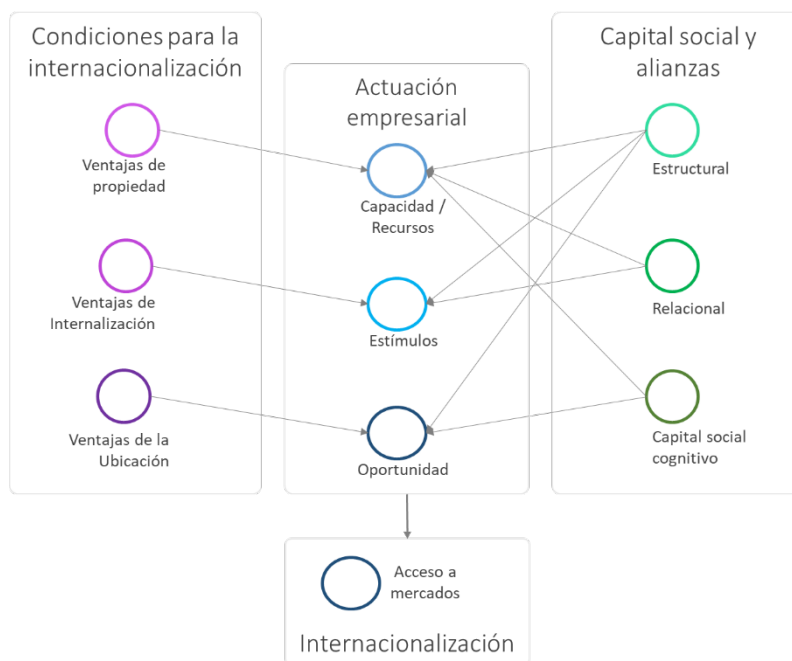 Condiciones para la
internacionalización
Ventajas de
propiedad
Ventajas de
Internalización
Ventajas de la
Ubicación
Actuación
empresarial
Capacidad /
Recursos
Estímulos
Oportunidad
Capital social y
alianzas
Estructural
Relacional
Capital social
cognitivo
Acceso a
mercados
Internacionalización